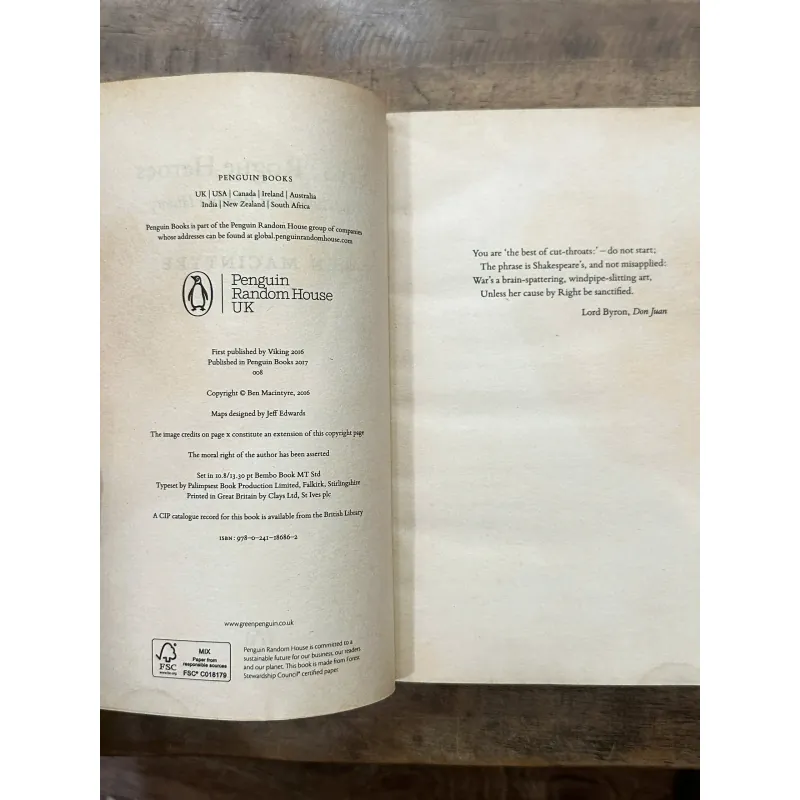 PENGUIN BOOKS
UK | USA | Canada | Ireland | Australia
India | New Zealand | South Africa
Penguin Books is part of the Penguin Random House group of companies
whose addresses can be found at global.penguinrandomhouse.com
Penguin
Random House
UK
First published by Viking 2016
Published in Penguin Books 2017
008
Copyright © Ben Macintyre, 2016
Maps designed by Jeff Edwards
The image credits on page x constitute an extension of this copyright page
The moral right of the author has been asserted
Set in 10.8/13.30 pt Bembo Book MT Std
Typeset by Palimpsest Book Production Limited, Falkirk, Stirlingshire
Printed in Great Britain by Clays Ltd, St Ives plc
A CIP catalogue record for this book is available from the British Library
ISBN: 978-0-241-18686-2
www.greenpenguin.co.uk
FSC
www.fsc.org
MIX
Paper from
responsible sources
FSC® C018179
Penguin Random House is committed to a
sustainable future for our business, our readers
and our planet. This book is made from Forest
Stewardship Council® certified paper.
You are 'the best of cut-throats:' – do not start;
The phrase is Shakespeare's, and not misapplied:
War's a brain-spattering, windpipe-slitting art,
Unless her cause by Right be sanctified.
Lord Byron, Don Juan